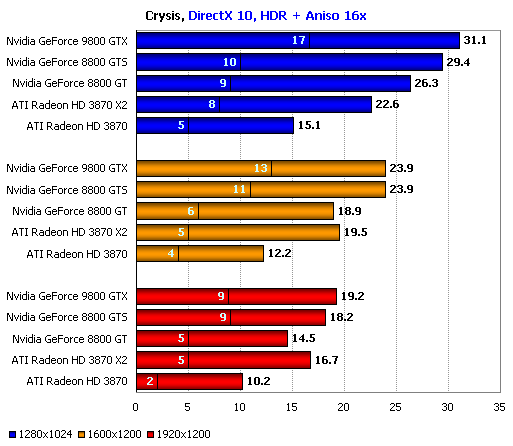 Crysis, DirectX 10, HDR + Aniso 16x
Nvidia GeForce 9800 GTX 17 31.1
Nvidia GeForce 8800 GTS 10 29.4
Nvidia GeForce 8800 GT 9 26.3
ATI Radeon HD 3870 X2 8 22.6
ATI Radeon HD 3870 5 15.1
Nvidia GeForce 9800 GTX 13 23.9
Nvidia GeForce 8800 GTS 11 23.9
Nvidia GeForce 8800 GT 6 18.9
ATI Radeon HD 3870 X2 5 19.5
ATI Radeon HD 3870 4 12.2
Nvidia GeForce 9800 GTX 9 19.2
Nvidia GeForce 8800 GTS 9 18.2
Nvidia GeForce 8800 GT 5 14.5
ATI Radeon HD 3870 X2 5 16.7
ATI Radeon HD 3870 2 10.2
0 5 10 15 20 25 30 35
1280x1024 1600x1200 1920x1200